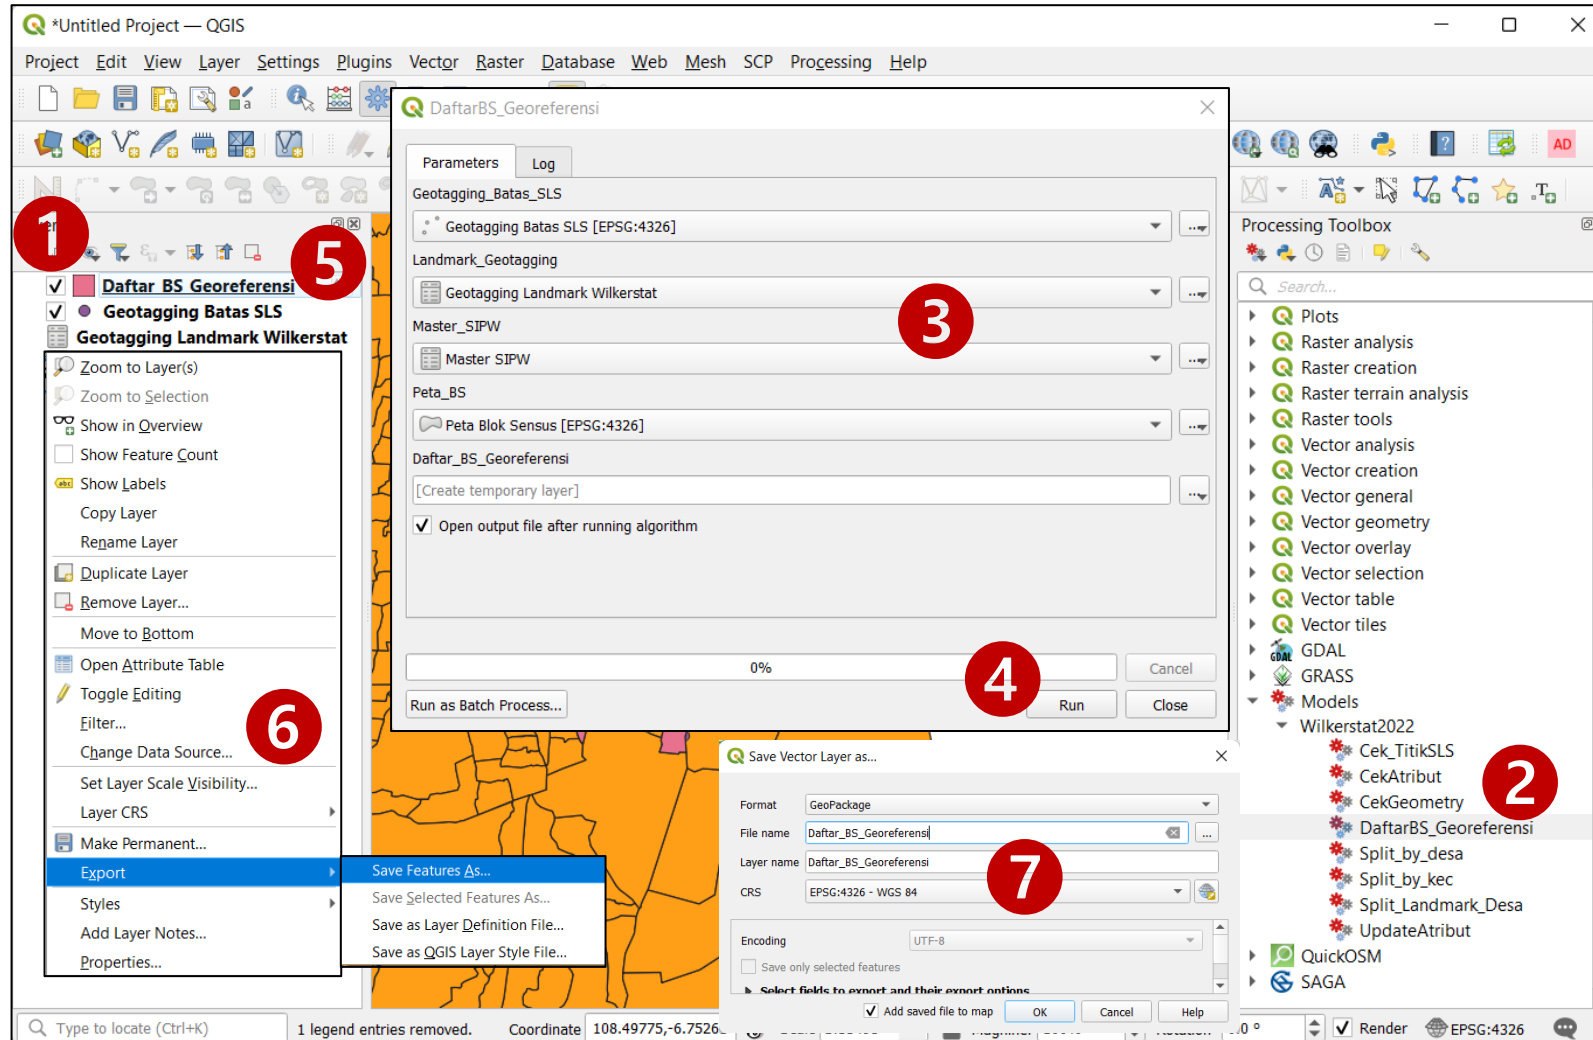 *Untitled Project — QGIS
Project Edit View Layer Settings Plugins Vector Raster Database Web Mesh SCP Processing Help
DaftarBS_Georeferensi
Parameters Log
Geotagging_Batas_SLS
Geotagging Batas SLS [EPSG:4326]
Landmark_Geotagging
Geotagging Landmark Wilkerstat
Master_SIPW
Master SIPW
Peta_BS
Peta Blok Sensus [EPSG:4326]
Daftar_BS_Georeferensi
[Create temporary layer]
Open output file after running algorithm
0%
Cancel
Run as Batch Process...
Run
Close
1
5
3
4
6
2
7
AD
Daftar BS Georeferensi
Geotagging Batas SLS
Geotagging Landmark Wilkerstat
Zoom to Layer(s)
Zoom to Selection
Show in Overview
Show Feature Count
abc Show Labels
Copy Layer
Rename Layer
Duplicate Layer
Remove Layer...
Move to Bottom
Open Attribute Table
Toggle Editing
Filter...
Change Data Source...
Set Layer Scale Visibility...
Layer CRS
Make Permanent...
Export
Styles
Add Layer Notes...
Properties...
Save Features As...
Save Selected Features As...
Save as Layer Definition File...
Save as QGIS Layer Style File...
Save Vector Layer as...
Format GeoPackage
File name Daftar_BS_Georeferensi
Layer name Daftar_BS_Georeferensi
CRS EPSG:4326 - WGS 84
Encoding UTF-8
Save only selected features
Select fields to export and their export options
Add saved file to map OK Cancel Help
Processing Toolbox
Search...
Plots
Raster analysis
Raster creation
Raster terrain analysis
Raster tools
Vector analysis
Vector creation
Vector general
Vector geometry
Vector overlay
Vector selection
Vector table
Vector tiles
GDAL GDAL
GRASS
Models
Wilkerstat2022
Cek_TitikSLS
CekAtribut
CekGeometry
DaftarBS_Georeferensi
Split_by_desa
Split_by_kec
Split_Landmark_Desa
UpdateAtribut
QuickOSM
SAGA
Type to locate (Ctrl+K) 1 legend entries removed. Coordinate 108.49775,-6.7526 Render EPSG:4326